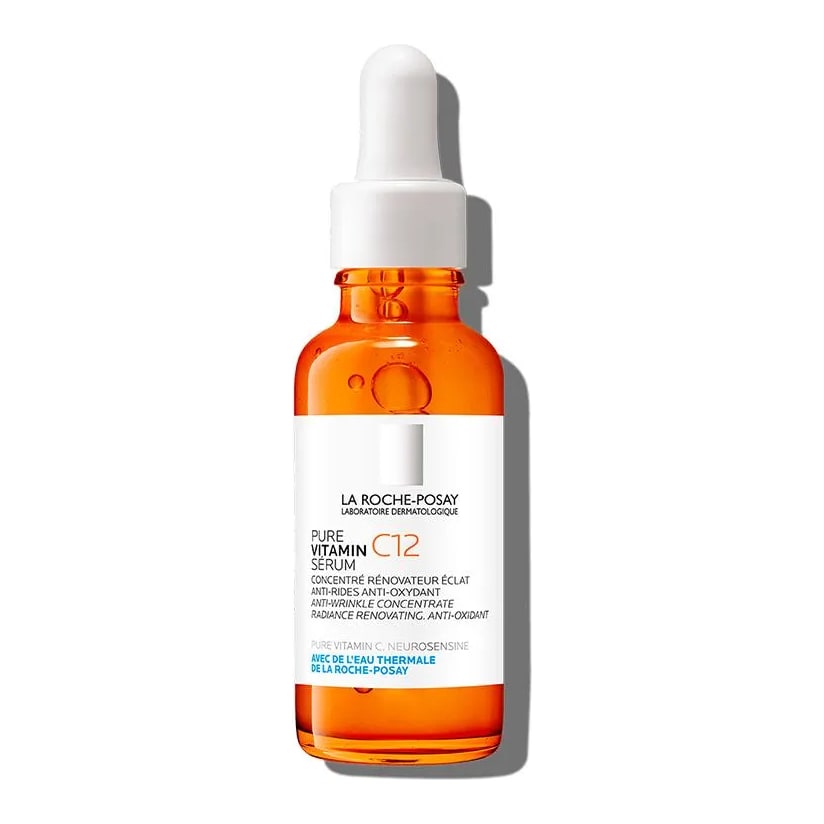 LA ROCHE-POSAY
LABORATOIRE DERMATOLOGIQUE
PURE
VITAMIN C12
SÉRUM
CONCENTRÉ RÉNOVATEUR ÉCLAT
ANTI-RIDES ANTI-OXYDANT
ANTI-WRINKLE CONCENTRATE
RADIANCE RENOVATING, ANTI-OXIDANT
PURE VITAMIN C, NEUROSENSINE
AVEC DE L'EAU THERMALE
DE LA ROCHE-POSAY